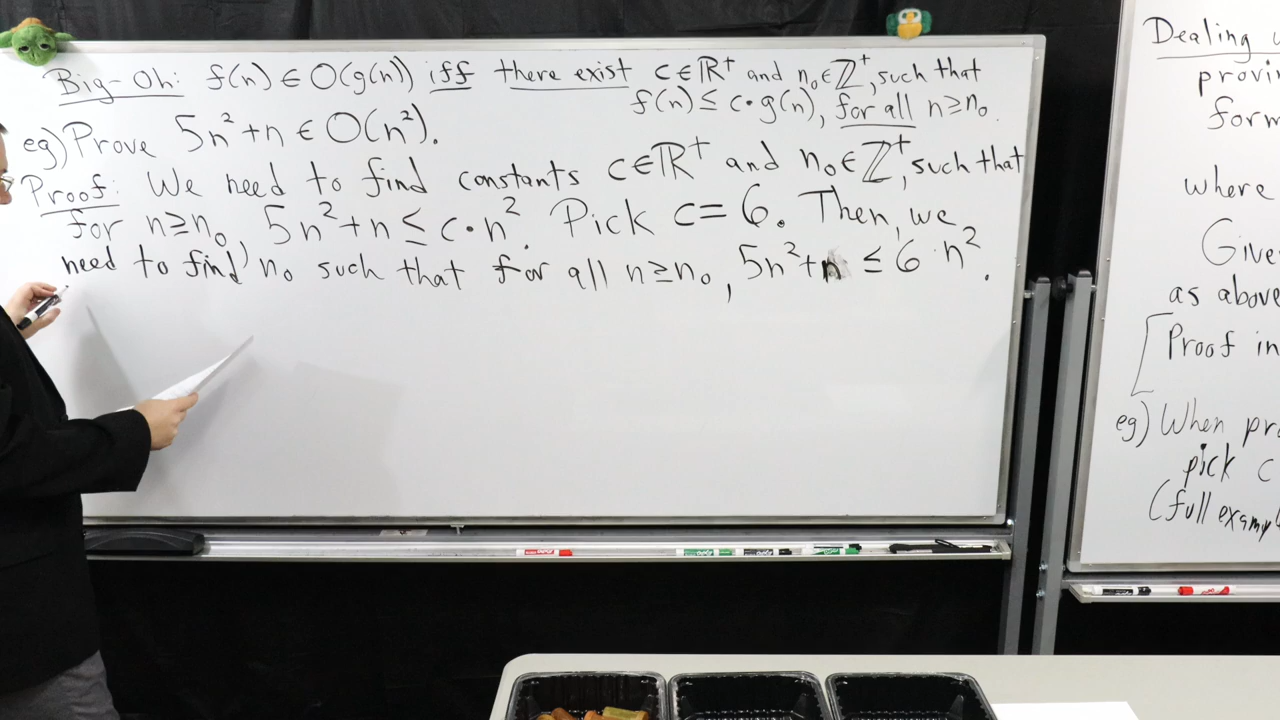 Big-Oh: f(n) ∈ O(g(n)) iff there exist c∈ℝ⁺ and n₀∈ℤ⁺, such that
f(n) ≤ c·g(n), for all n≥n₀.
eg) Prove 5n²+n ∈ O(n²).
Proof: We need to find constants c∈ℝ⁺ and n₀∈ℤ⁺, such that
for n≥n₀, 5n²+n ≤ c·n². Pick c=6. Then, we
need to find n₀ such that for all n≥n₀, 5n²+n ≤ 6·n².
Dealing
provi
form
where
Give
as above
[Proof in
eg) When pr
pick c
(full examp